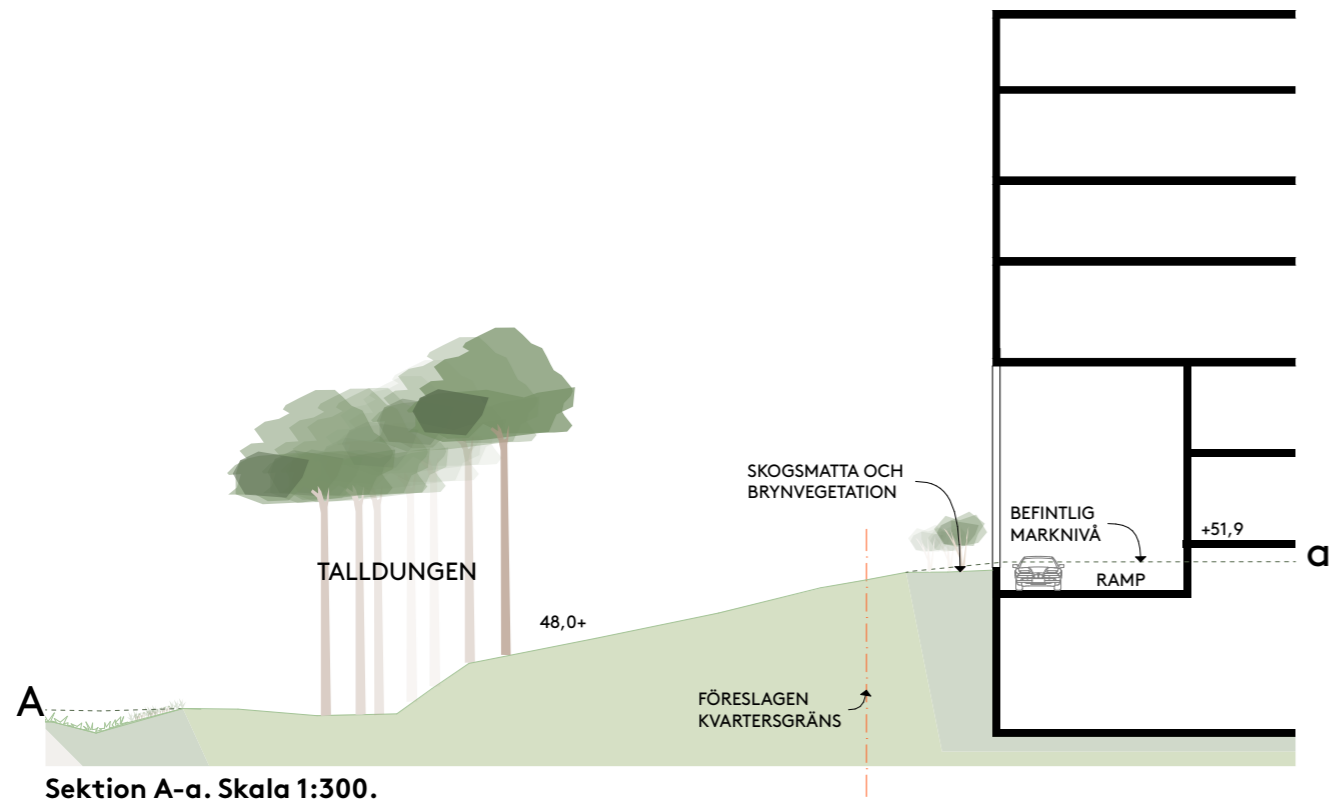 SKOGSMATTA OCH
BRYNVEGETATION
BEFINTLIG
MARKNIVÅ
+51,9
a
RAMP
TALLDUNGEN
48,0+
A
FÖRESLAGEN
KVARTERSGRÄNS
Sektion A-a. Skala 1:300.